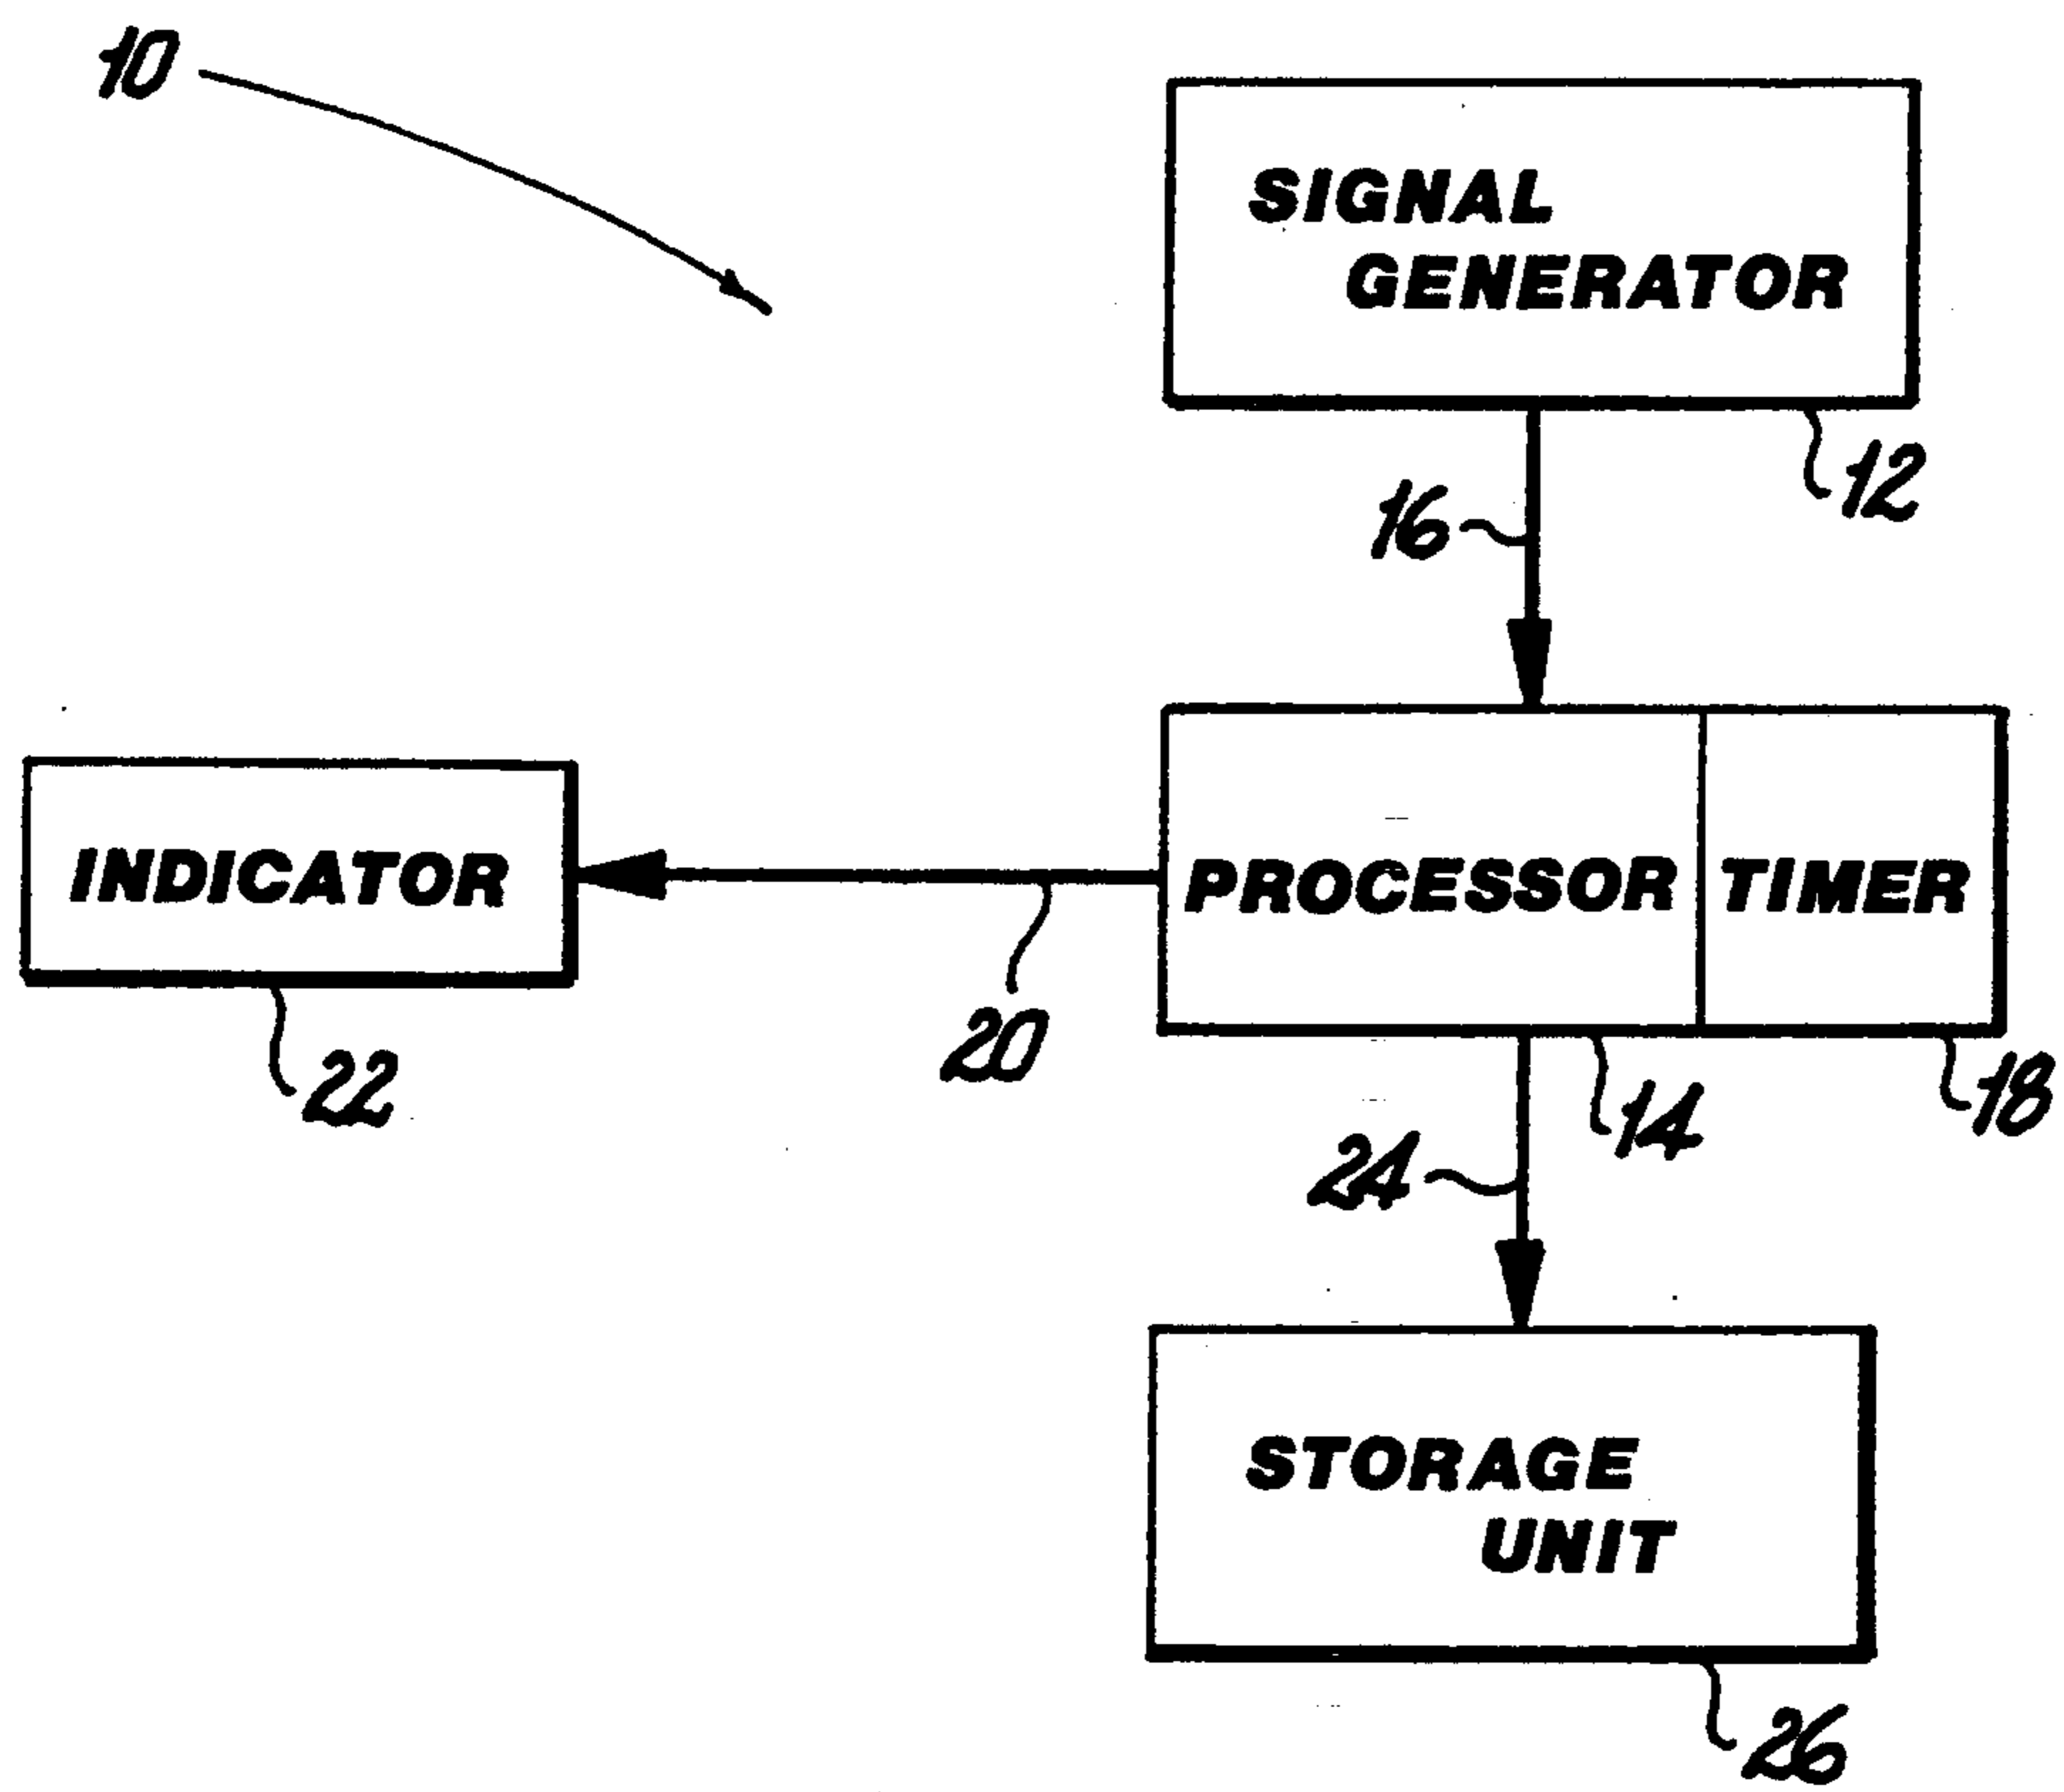 10
SIGNAL
GENERATOR
12
16
INDICATOR
PROCESSOR
TIMER
20
22
14
18
24
STORAGE
UNIT
26